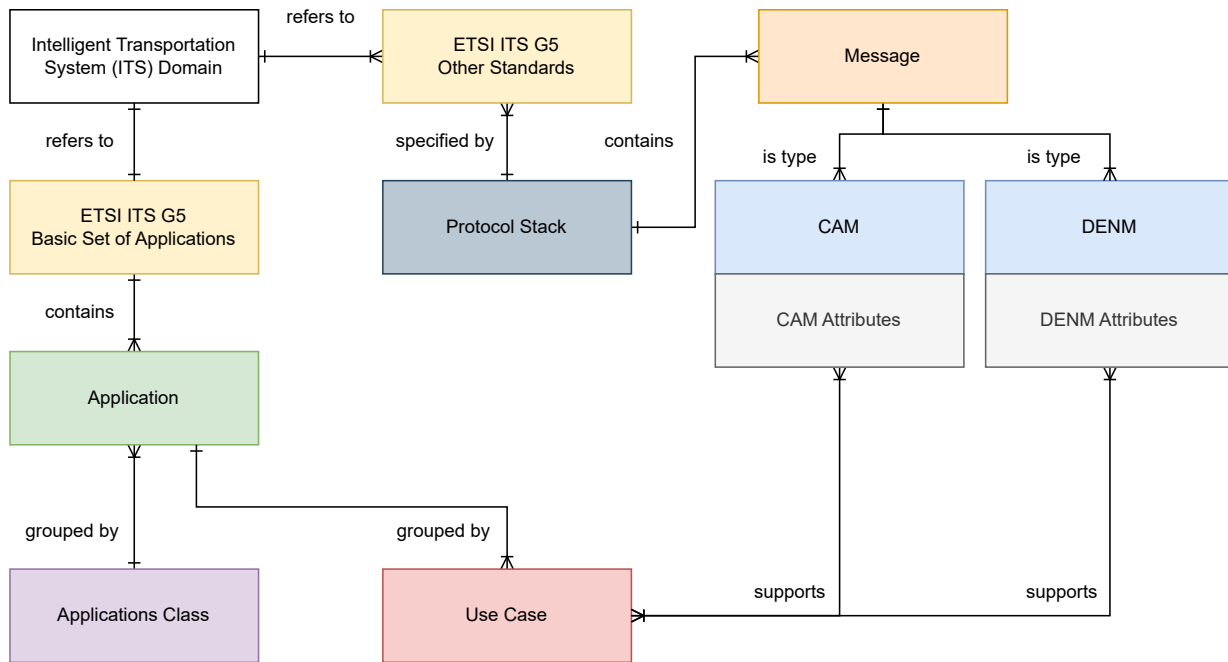 refers to
Intelligent Transportation
System (ITS) Domain
ETSI ITS G5
Other Standards
Message
refers to
specified by
contains
is type
is type
ETSI ITS G5
Basic Set of Applications
Protocol Stack
CAM
DENM
contains
CAM Attributes
DENM Attributes
Application
grouped by
grouped by
supports
supports
Applications Class
Use Case